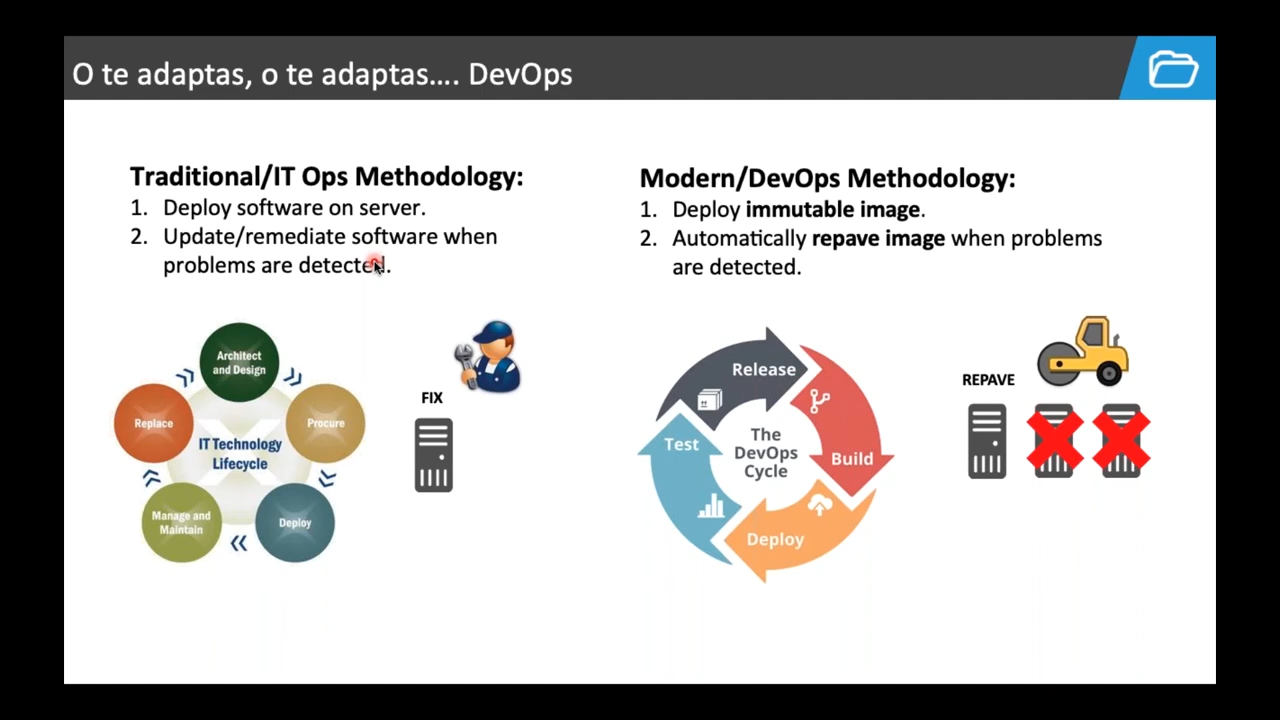 O te adaptas, o te adaptas.... DevOps
Traditional/IT Ops Methodology:
1. Deploy software on server.
2. Update/remediate software when
problems are detected.
Architect
and Design
Procure
Deploy
Manage and
Maintain
Replace
IT Technology
Lifecycle
FIX
Modern/DevOps Methodology:
1. Deploy immutable image.
2. Automatically repave image when problems
are detected.
Release
Build
Deploy
Test
The
DevOps
Cycle
REPAVE